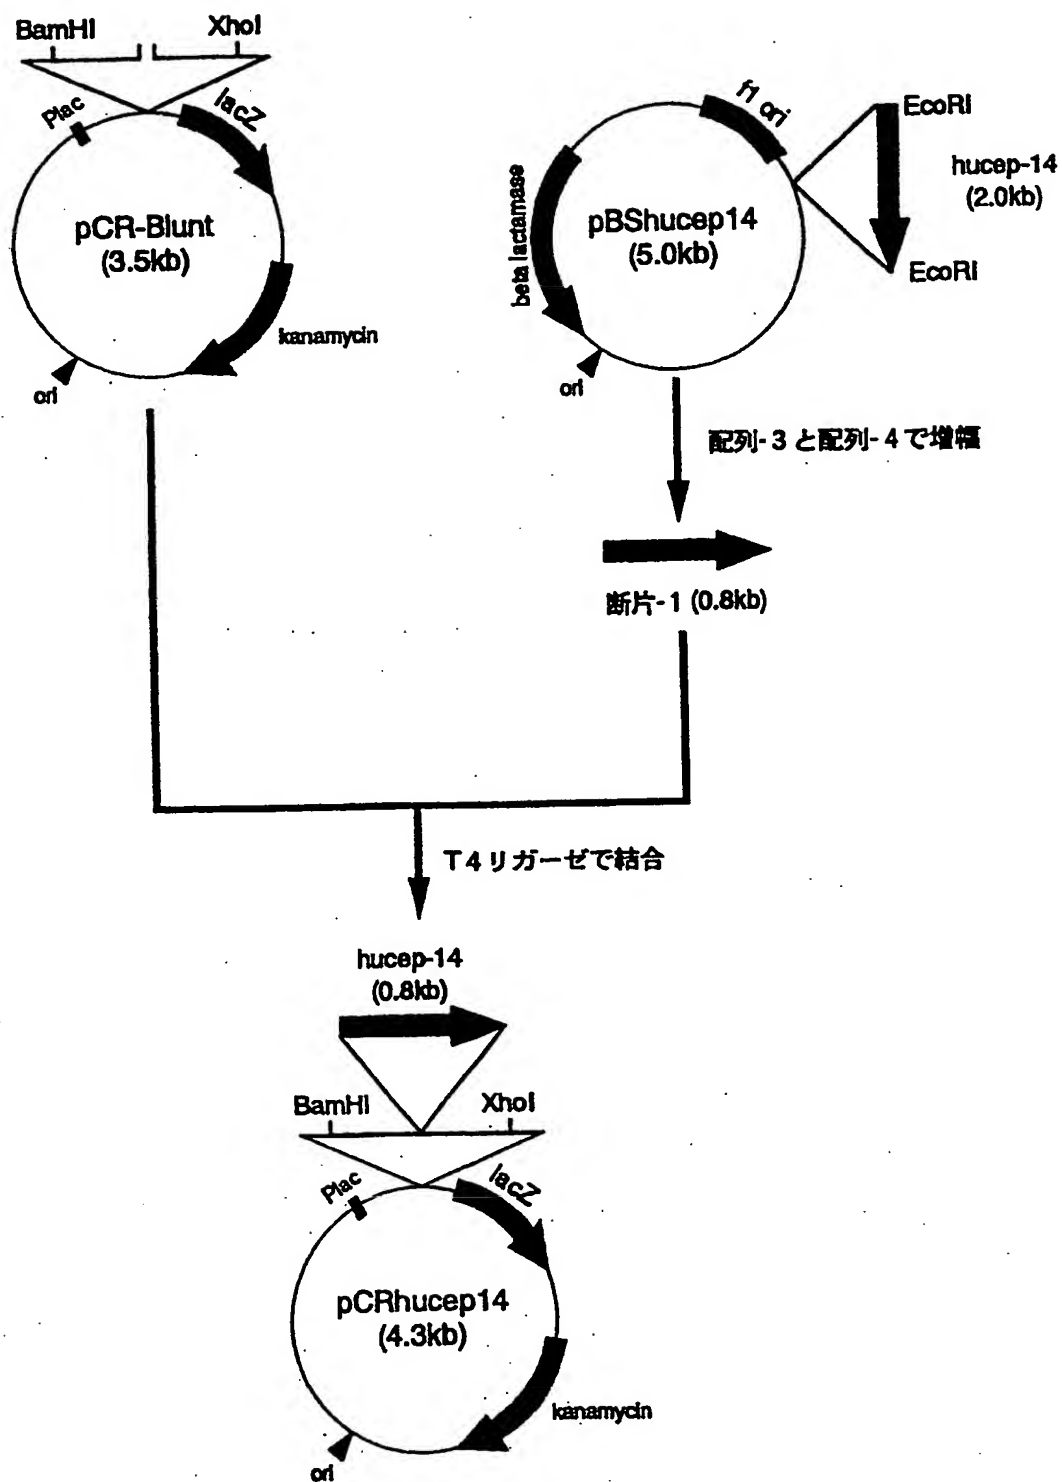 BamHI
XhoI
Plac
lacZ
pCR-Blunt
(3.5kb)
kanamycin
ori
f1 ori
beta lactamase
pBShucep14
(5.0kb)
ori
EcoRI
hucep-14
(2.0kb)
EcoRI
配列-3と配列-4で増幅
断片-1 (0.8kb)
T4リガーゼで結合
hucep-14
(0.8kb)
BamHI
XhoI
Plac
lacZ
pCRhucep14
(4.3kb)
kanamycin
ori